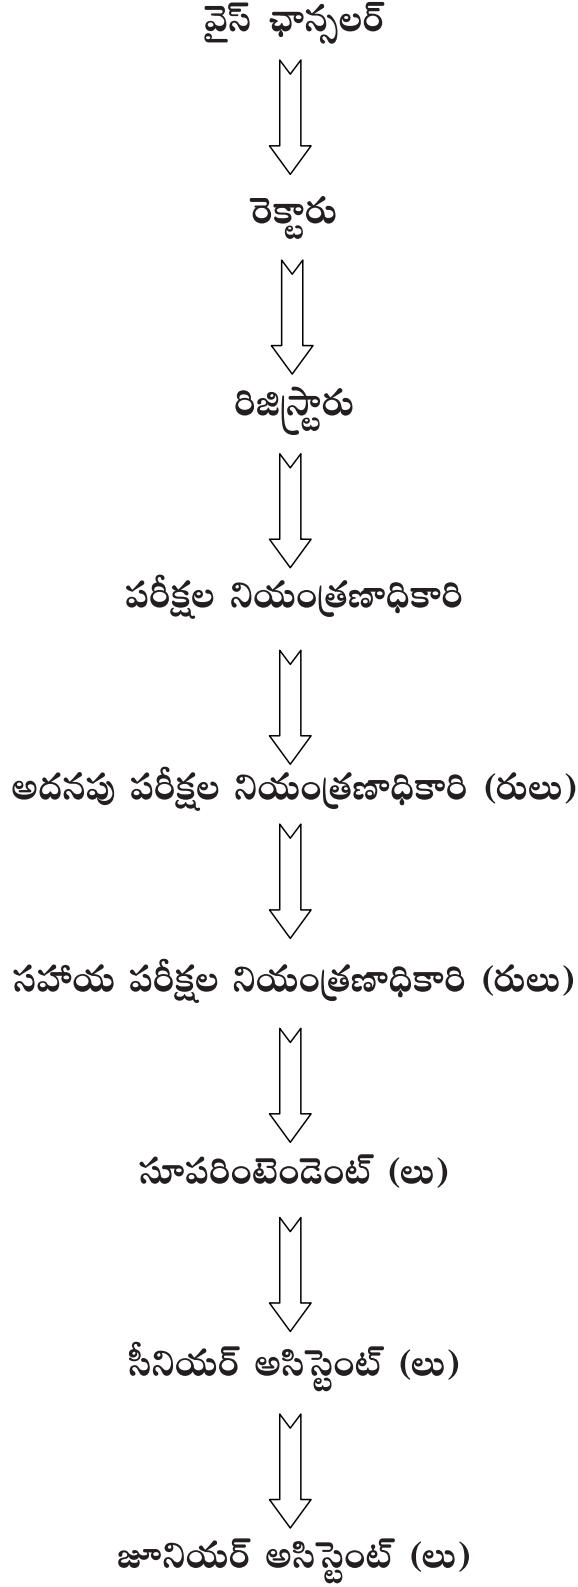 వైస్ ఛాన్సలర్
రెక్టారు
రిజిస్ట్రారు
పరీక్షల నియంత్రణాధికారి
అదనపు పరీక్షల నియంత్రణాధికారి (రులు)
సహాయ పరీక్షల నియంత్రణాధికారి (రులు)
సూపరింటెండెంట్ (లు)
సీనియర్ అసిస్టెంట్ (లు)
జూనియర్ అసిస్టెంట్ (లు)